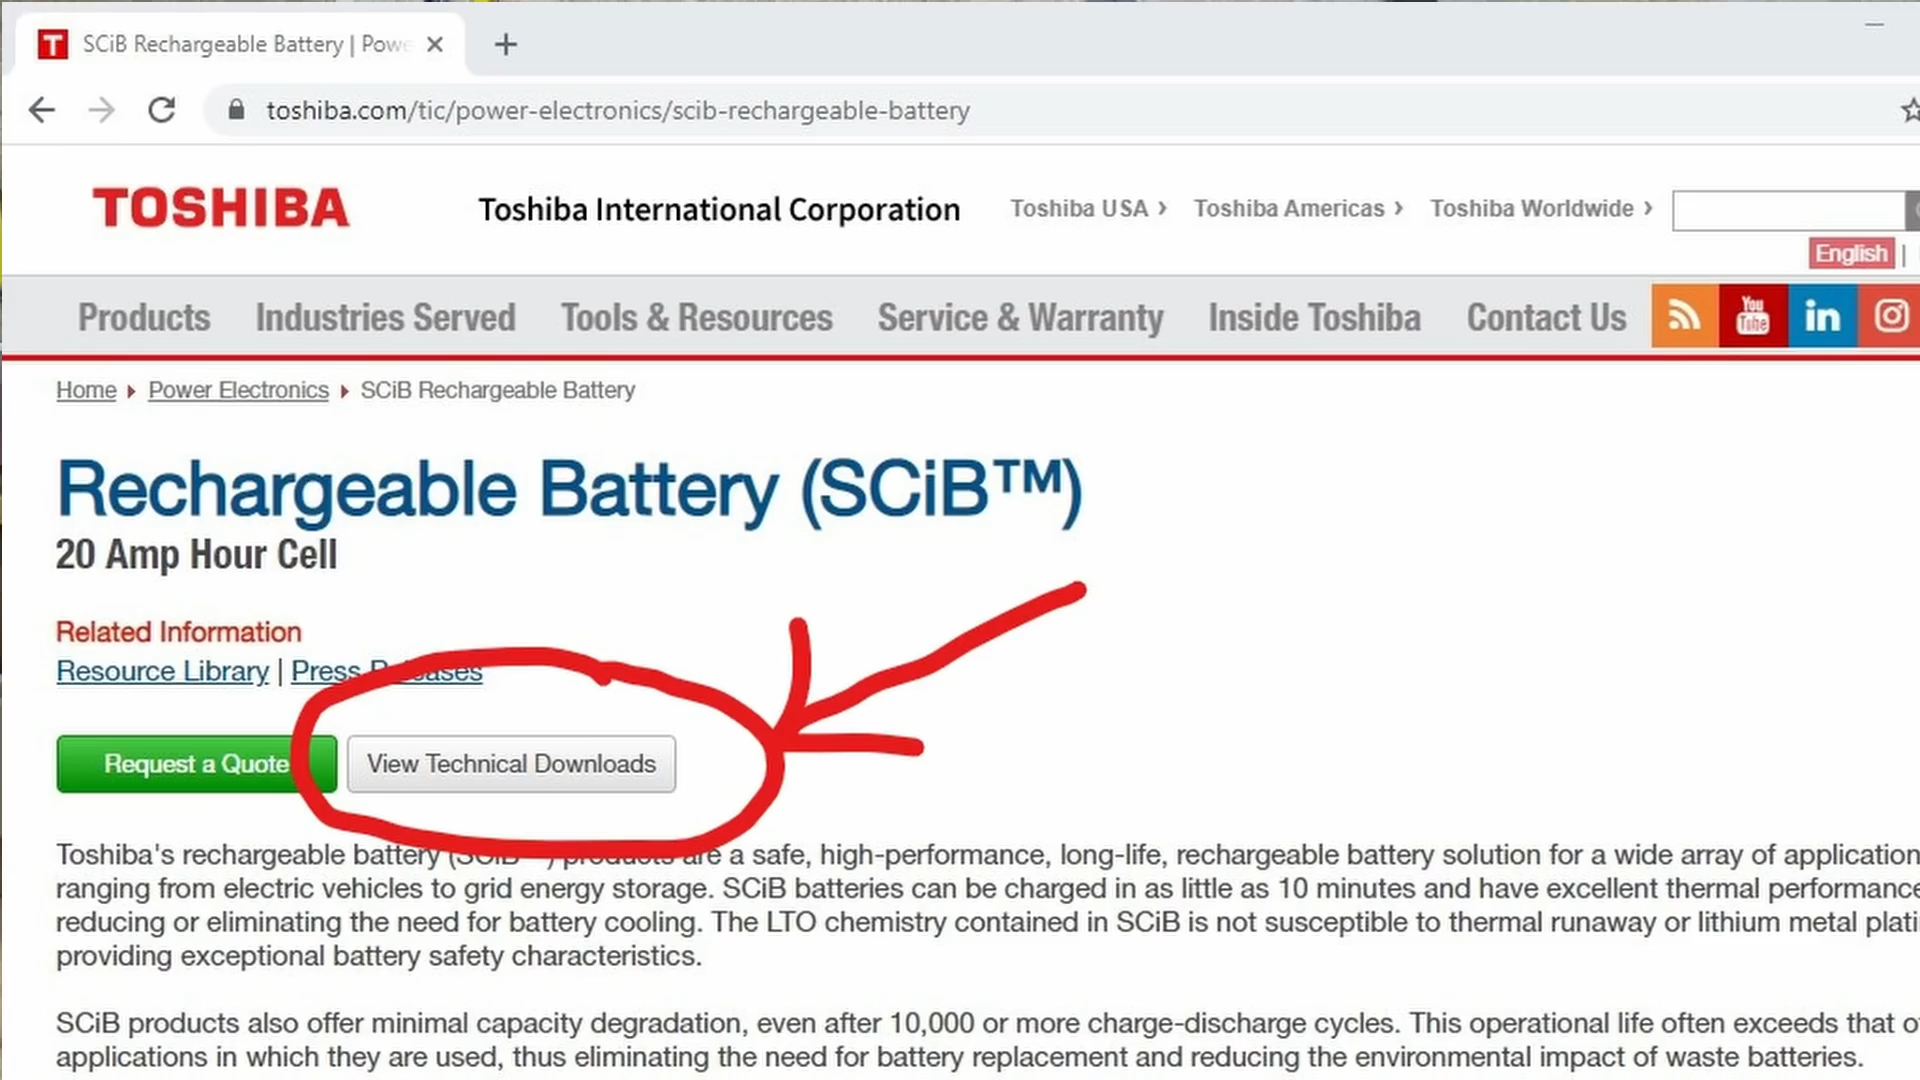 SCiB Rechargeable Battery | Powe
toshiba.com/tic/power-electronics/scib-rechargeable-battery
TOSHIBA
Toshiba International Corporation
Toshiba USA ›
Toshiba Americas ›
Toshiba Worldwide ›
English |
Products
Industries Served
Tools & Resources
Service & Warranty
Inside Toshiba
Contact Us
You Tube
in
Home
Power Electronics
SCiB Rechargeable Battery
Rechargeable Battery (SCiB™)
20 Amp Hour Cell
Related Information
Resource Library | Press Releases
Request a Quote
View Technical Downloads
Toshiba's rechargeable battery (SCiB™) products are a safe, high-performance, long-life, rechargeable battery solution for a wide array of application
ranging from electric vehicles to grid energy storage. SCiB batteries can be charged in as little as 10 minutes and have excellent thermal performance
reducing or eliminating the need for battery cooling. The LTO chemistry contained in SCiB is not susceptible to thermal runaway or lithium metal plati
providing exceptional battery safety characteristics.
SCiB products also offer minimal capacity degradation, even after 10,000 or more charge-discharge cycles. This operational life often exceeds that o
applications in which they are used, thus eliminating the need for battery replacement and reducing the environmental impact of waste batteries.